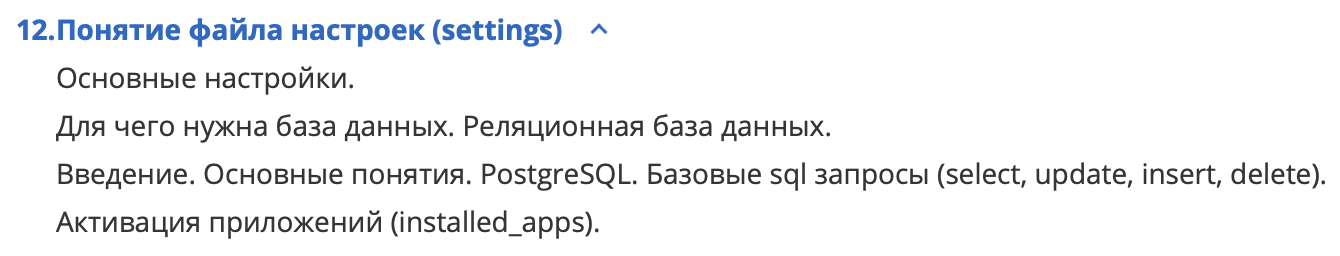 12.Понятие файла настроек (settings)
Основные настройки.
Для чего нужна база данных. Реляционная база данных.
Введение. Основные понятия. PostgreSQL. Базовые sql запросы (select, update, insert, delete).
Активация приложений (installed_apps).